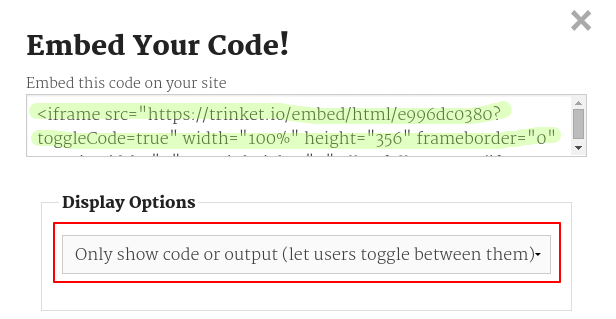 Embed Your Code!
Embed this code on your site
<iframe src="https://trinket.io/embed/html/e996dc0380?
toggleCode=true" width="100%" height="356" frameborder="0"
Display Options
Only show code or output (let users toggle between them)